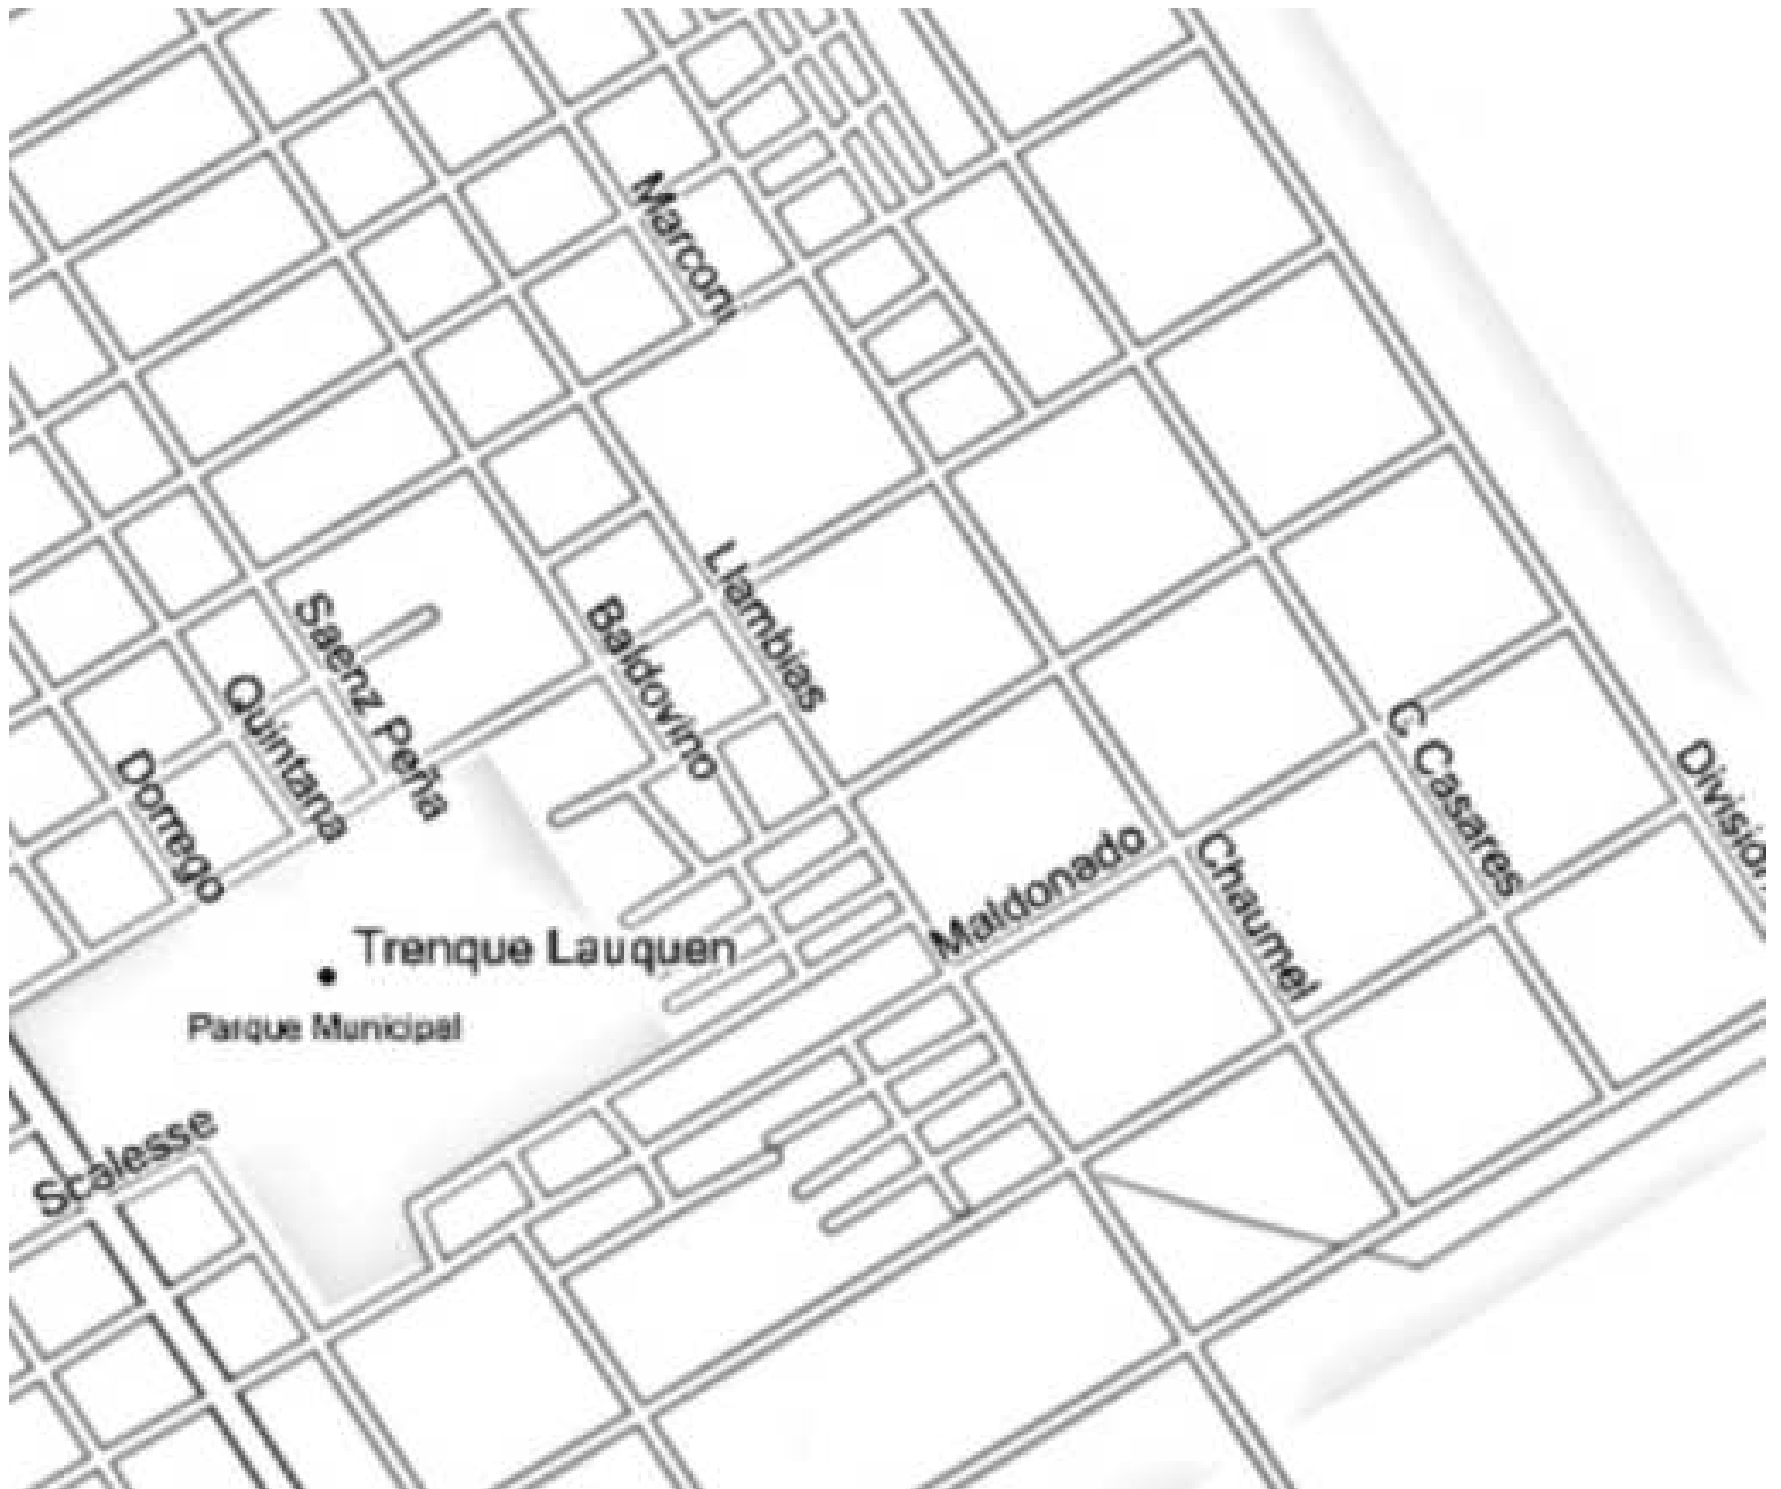 Marconi
Llambias
Baldovino
Saenz Peña
Quintana
Dorrego
C Casares
Division
Maldonado
Chaumel
Trenque Lauquen
Parque Municipal
Scalesse